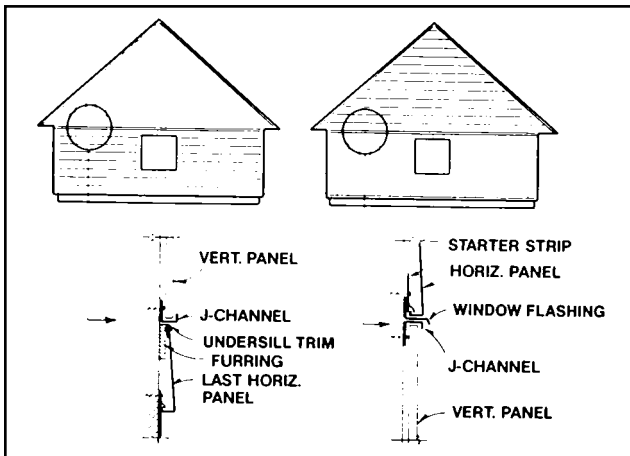 VERT. PANEL
J-CHANNEL
UNDERSILL TRIM
FURRING
LAST HORIZ.
PANEL
STARTER STRIP
HORIZ. PANEL
WINDOW FLASHING
J-CHANNEL
VERT. PANEL